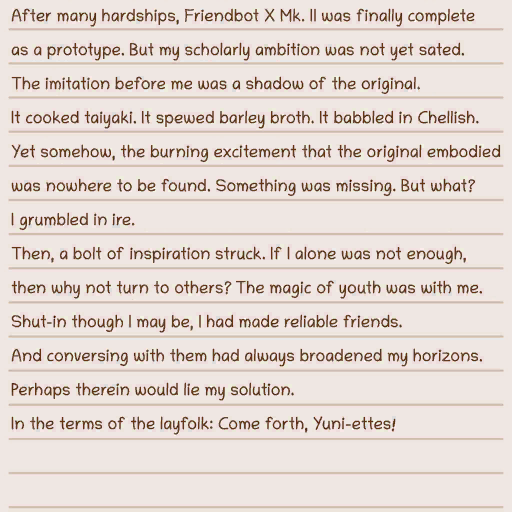 After many hardships, Friendbot X Mk. II was finally complete
as a prototype. But my scholarly ambition was not yet sated.
The imitation before me was a shadow of the original.
It cooked taiyaki. It spewed barley broth. It babbled in Chellish.
Yet somehow, the burning excitement that the original embodied
was nowhere to be found. Something was missing. But what?
I grumbled in ire.
Then, a bolt of inspiration struck. If I alone was not enough,
then why not turn to others? The magic of youth was with me.
Shut-in though I may be, I had made reliable friends.
And conversing with them had always broadened my horizons.
Perhaps therein would lie my solution.
In the terms of the layfolk: Come forth, Yuni-ettes!